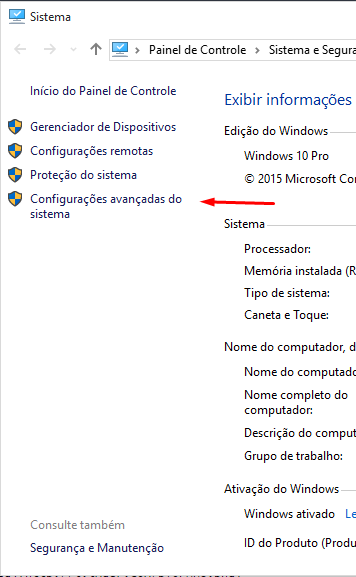 Sistema
Painel de Controle > Sistema e Segura
Início do Painel de Controle
Gerenciador de Dispositivos
Configurações remotas
Proteção do sistema
Configurações avançadas do
sistema
Exibir informações
Edição do Windows
Windows 10 Pro
© 2015 Microsoft Co
Sistema
Processador:
Memória instalada (R
Tipo de sistema:
Caneta e Toque:
Nome do computador, d
Nome do computado
Nome completo do
computador:
Descrição do comput
Grupo de trabalho:
Ativação do Windows
Windows ativado Le
ID do Produto (Produ
Consulte também
Segurança e Manutenção